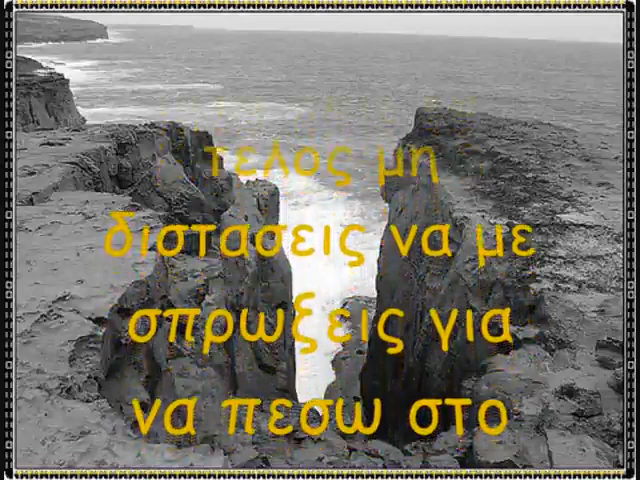 τελος μη
διστασεις να με
σπρωξεις για
να πεσω στο